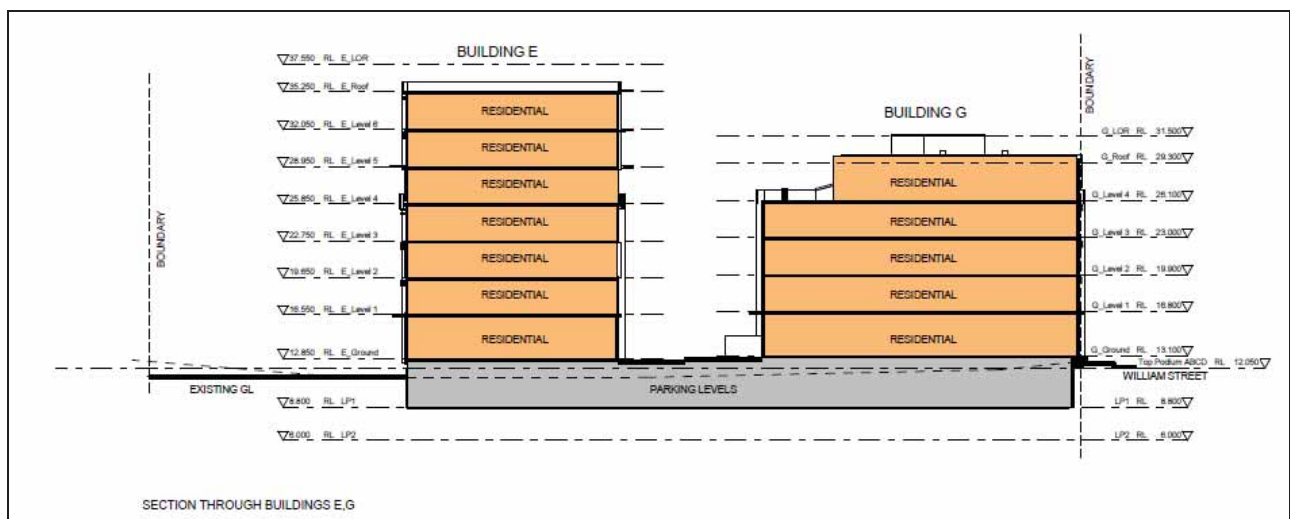 BUILDING E
37.550 RL E_LOR
35.250 RL E_Roof
32.050 RL E_Level 6
28.950 RL E_Level 5
25.850 RL E_Level 4
22.750 RL E_Level 3
19.650 RL E_Level 2
16.550 RL E_Level 1
12.850 RL E_Ground
8.800 RL LP1
6.000 RL LP2
BOUNDARY
EXISTING GL
RESIDENTIAL
RESIDENTIAL
RESIDENTIAL
RESIDENTIAL
RESIDENTIAL
RESIDENTIAL
RESIDENTIAL
BUILDING G
RESIDENTIAL
RESIDENTIAL
RESIDENTIAL
RESIDENTIAL
RESIDENTIAL
PARKING LEVELS
BOUNDARY
G_LOR RL 31.500
G_Roof RL 29.300
G_Level 4 RL 26.100
G_Level 3 RL 23.000
G_Level 2 RL 19.900
G_Level 1 RL 16.800
G_Ground RL 13.100
Top Podium ABCD RL 12.050
WILLIAM STREET
LP1 RL 8.800
LP2 RL 6.000
SECTION THROUGH BUILDINGS E,G